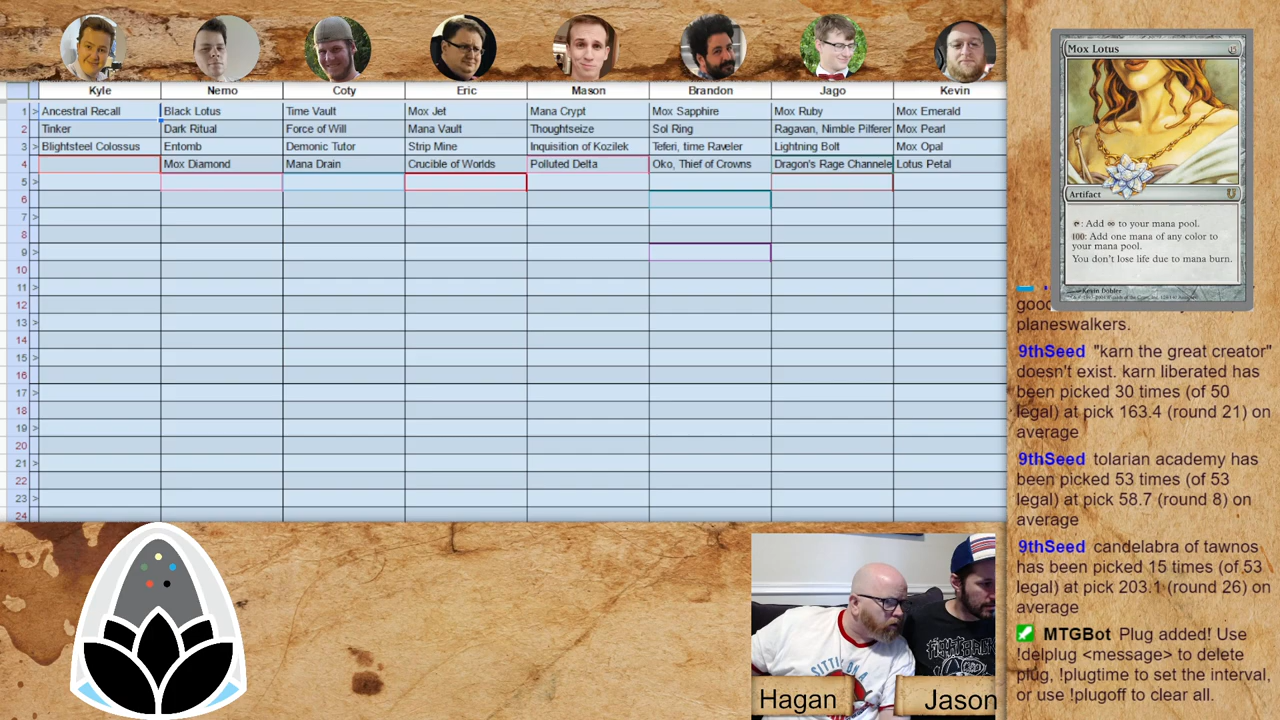 Kyle Nemo Coty Eric Mason Brandon Jago Kevin
1 > Ancestral Recall Black Lotus Time Vault Mox Jet Mana Crypt Mox Sapphire Mox Ruby Mox Emerald
2 > Tinker Dark Ritual Force of Will Mana Vault Thoughtseize Sol Ring Ragavan, Nimble Pilferer Mox Pearl
3 > Blightsteel Colossus Entomb Demonic Tutor Strip Mine Inquisition of Kozilek Teferi, time Raveler Lightning Bolt Mox Opal
4 Mox Diamond Mana Drain Crucible of Worlds Polluted Delta Oko, Thief of Crowns Dragon's Rage Channele Lotus Petal
5 >
6
7 >
8
9 >
10
11 >
12
13 >
14
15 >
16
17 >
18
19 >
20
21 >
22
23 >
24
Mox Lotus
Artifact
: Add ∞ to your mana pool.
100: Add one mana of any color to
your mana pool.
You don't lose life due to mana burn.
Kevin Dobler
planeswalkers.
9thSeed "karn the great creator"
doesn't exist. karn liberated has
been picked 30 times (of 50
legal) at pick 163.4 (round 21) on
average
9thSeed tolarian academy has
been picked 53 times (of 53
legal) at pick 58.7 (round 8) on
average
9thSeed candelabra of tawnos
has been picked 15 times (of 53
legal) at pick 203.1 (round 26) on
average
MTGBot Plug added! Use
!delplug <message> to delete
plug, !plugtime to set the interval,
or use !plugoff to clear all.
Hagan
Jason